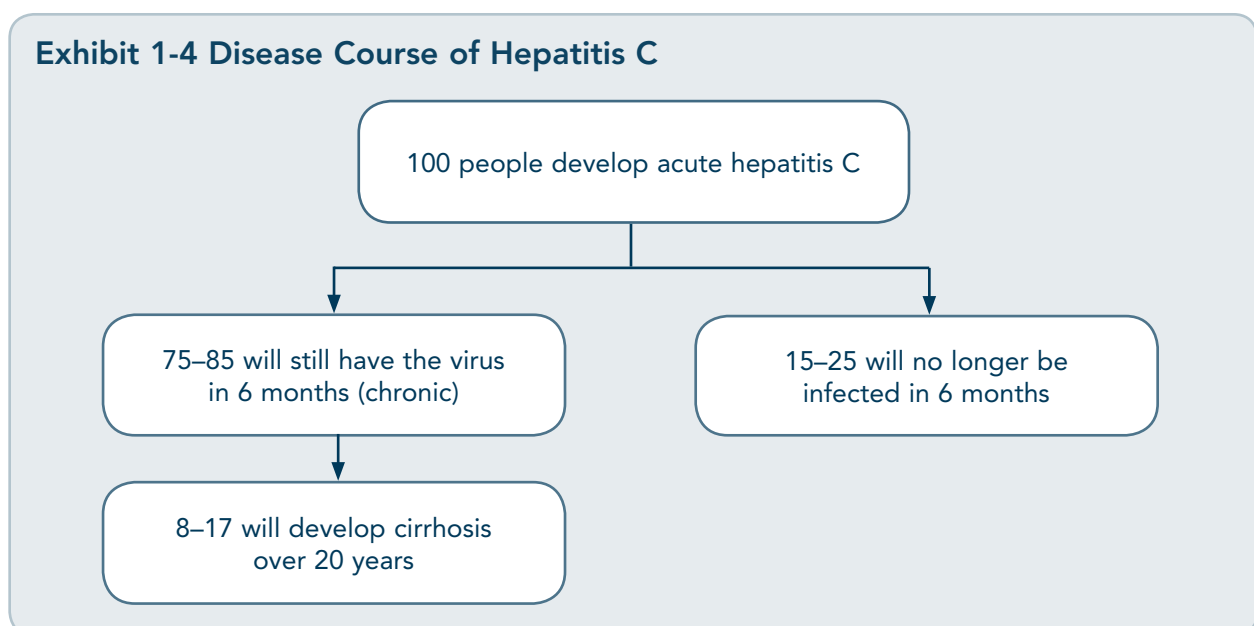 Exhibit 1-4 Disease Course of Hepatitis C
100 people develop acute hepatitis C
75–85 will still have the virus
in 6 months (chronic)
15–25 will no longer be
infected in 6 months
8–17 will develop cirrhosis
over 20 years